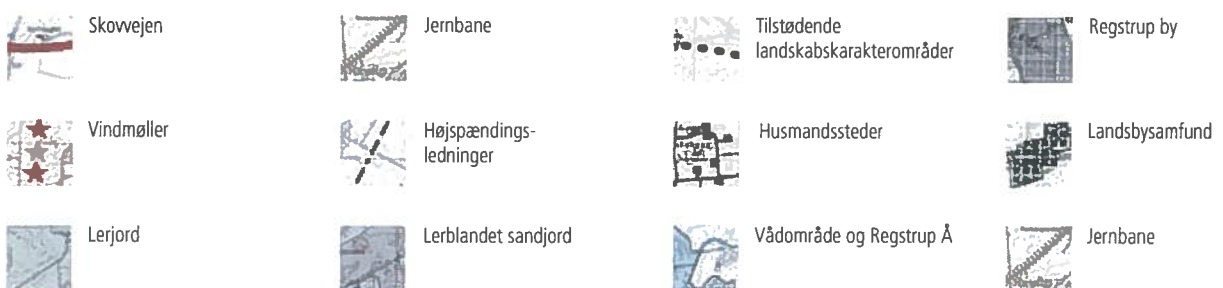 Skovvejen
Jernbane
Tilstødende
landskabskarakterområder
Regstrup by
Vindmøller
Højspændings-
ledninger
Husmandssteder
Landsbysamfund
Lerjord
Lerblandet sandjord
Vådområde og Regstrup Å
Jernbane